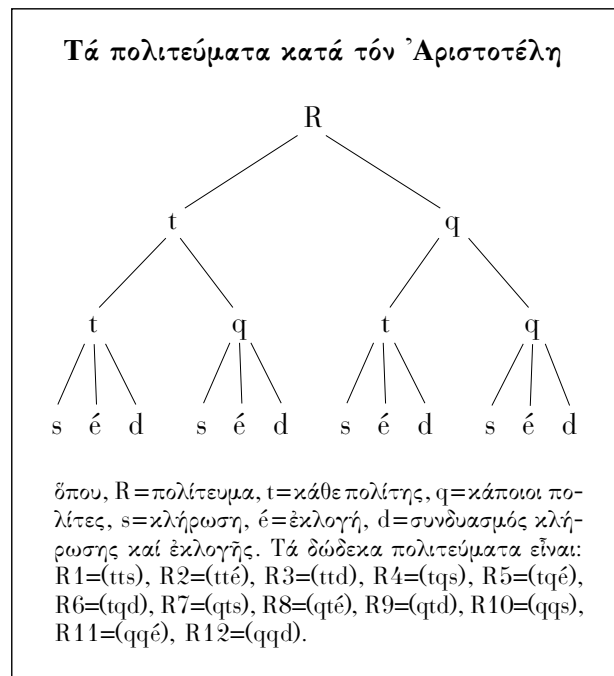 Τά πολιτεύματα κατά τόν Ἀριστοτέλη
R
t q
t q t q
s é d s é d s é d s é d
ὅπου, R=πολίτευμα, t=κάθε πολίτης, q=κάποιοι πο-
λίτες, s=κλήρωση, é=ἐκλογή, d=συνδυασμός κλή-
ρωσης καί ἐκλογῆς. Τά δώδεκα πολιτεύματα εἶναι:
R1=(tts), R2=(tté), R3=(ttd), R4=(tqs), R5=(tqé),
R6=(tqd), R7=(qts), R8=(qté), R9=(qtd), R10=(qqs),
R11=(qqé), R12=(qqd).